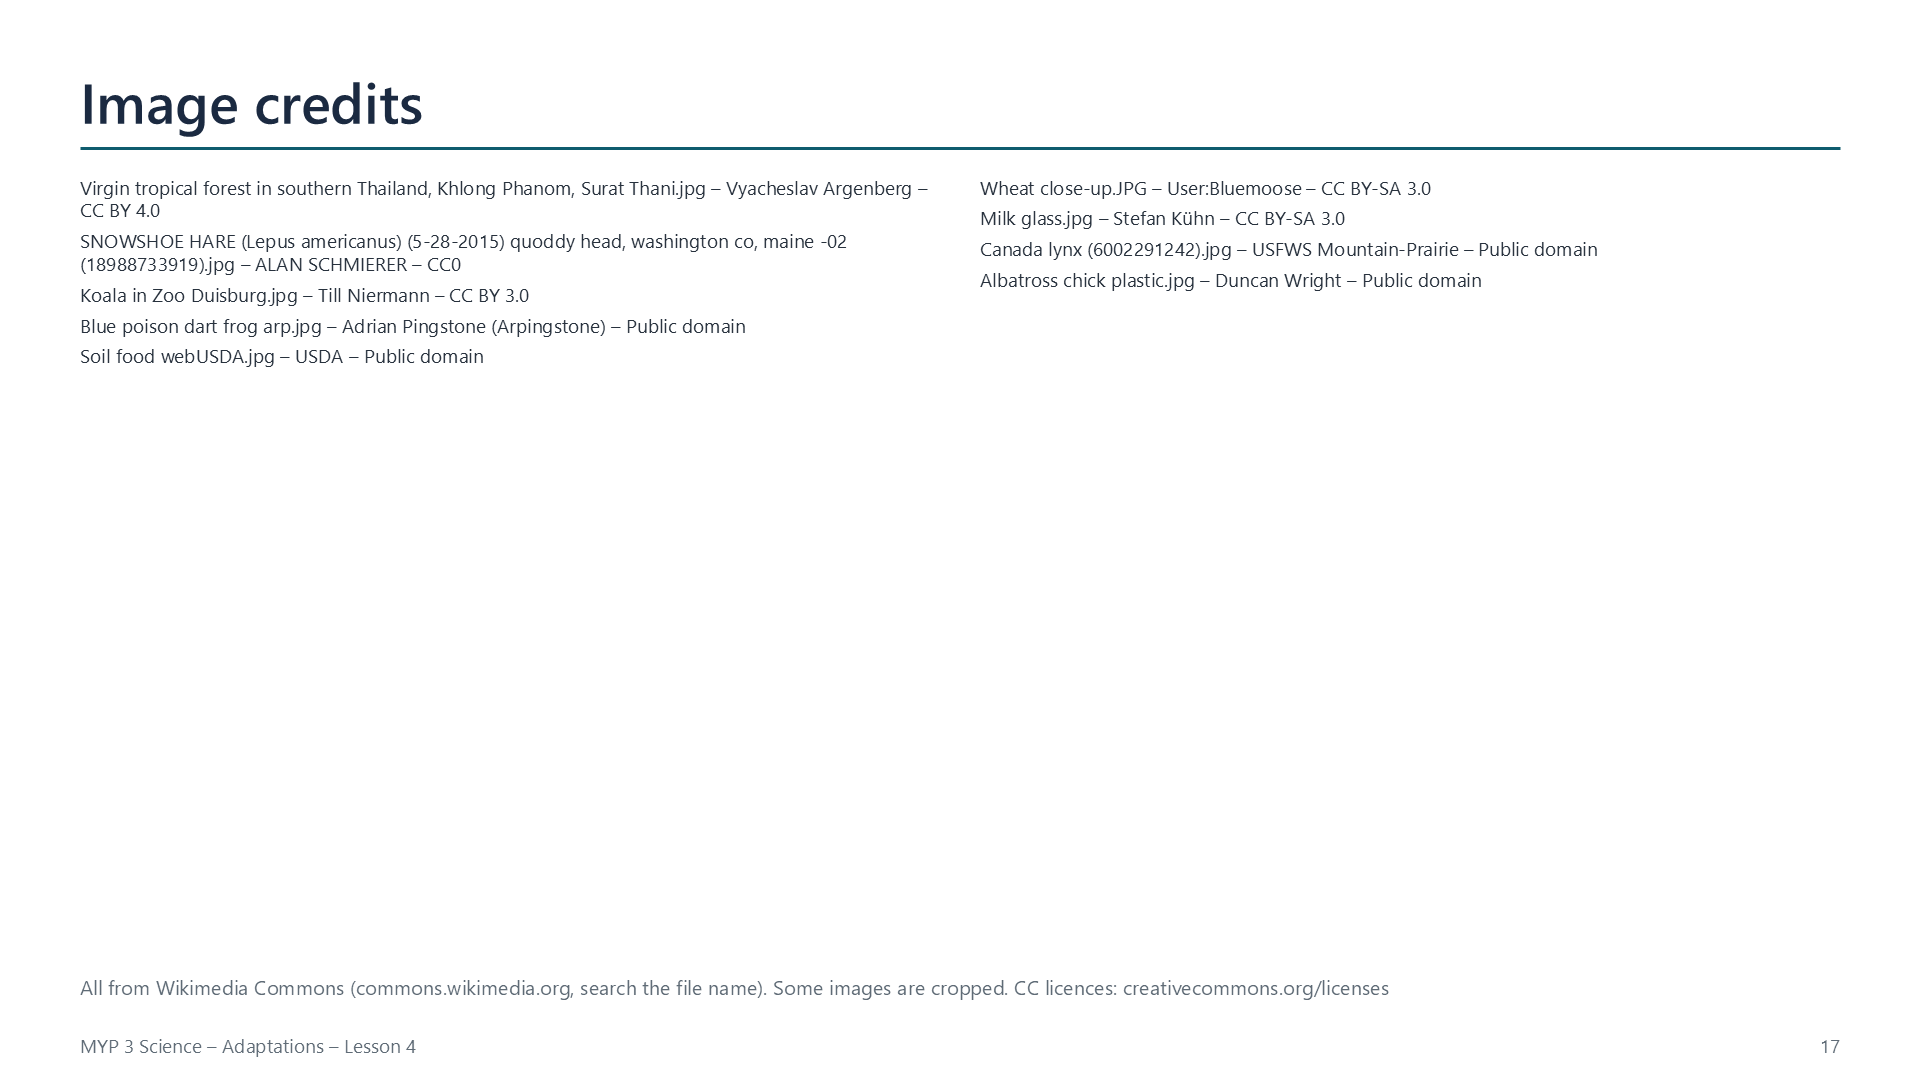 Image credits
Virgin tropical forest in southern Thailand, Khlong Phanom, Surat Thani.jpg – Vyacheslav Argenberg –
CC BY 4.0
SNOWSHOE HARE (Lepus americanus) (5-28-2015) quoddy head, washington co, maine -02
(18988733919).jpg – ALAN SCHMIERER – CC0
Koala in Zoo Duisburg.jpg – Till Niermann – CC BY 3.0
Blue poison dart frog arp.jpg – Adrian Pingstone (Arpingstone) – Public domain
Soil food webUSDA.jpg – USDA – Public domain
Wheat close-up.JPG – User:Bluemoose – CC BY-SA 3.0
Milk glass.jpg – Stefan Kühn – CC BY-SA 3.0
Canada lynx (6002291242).jpg – USFWS Mountain-Prairie – Public domain
Albatross chick plastic.jpg – Duncan Wright – Public domain
All from Wikimedia Commons (commons.wikimedia.org, search the file name). Some images are cropped. CC licences: creativecommons.org/licenses
MYP 3 Science – Adaptations – Lesson 4
17